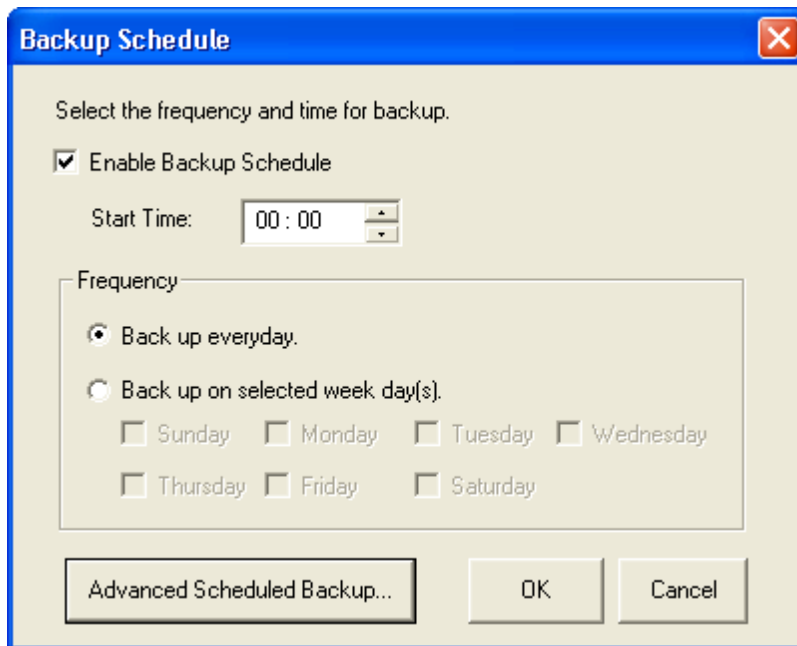 Backup Schedule
Select the frequency and time for backup.
Enable Backup Schedule
Start Time: 00 : 00
Frequency
Back up everyday.
Back up on selected week day(s).
Sunday Monday Tuesday Wednesday
Thursday Friday Saturday
Advanced Scheduled Backup... OK Cancel